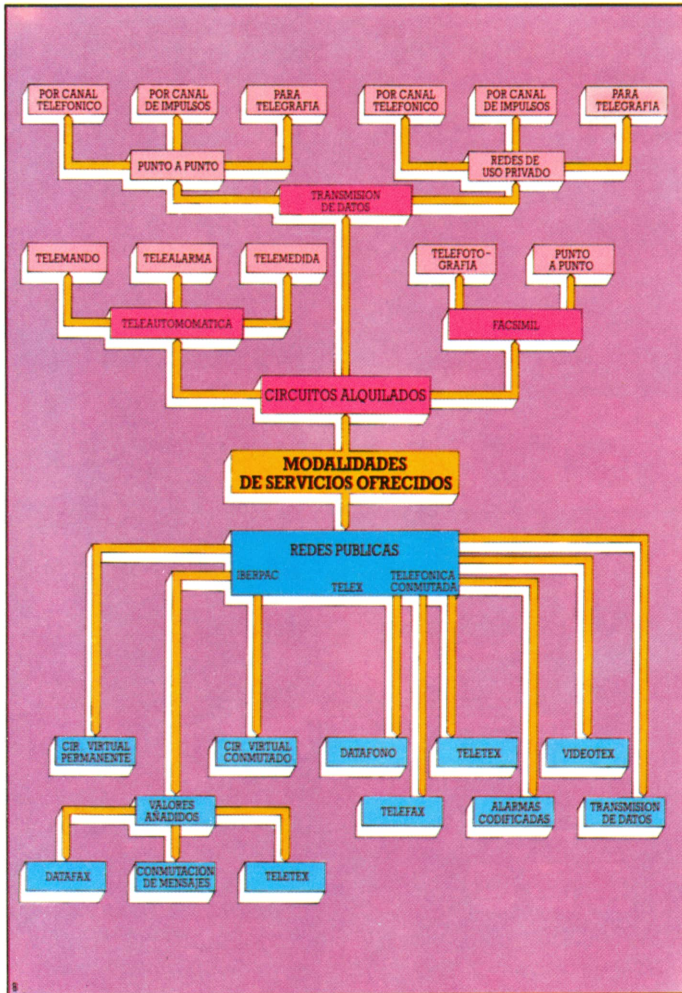 POR CANAL
TELEFONICO
POR CANAL
DE IMPULSOS
PARA
TELEGRAFIA
POR CANAL
TELEFONICO
POR CANAL
DE IMPULSOS
PARA
TELEGRAFIA
PUNTO A PUNTO
REDES DE
USO PRIVADO
TRANSMISION
DE DATOS
TELEMANDO
TELEALARMA
TELEMEDIDA
TELEFOTO-
GRAFIA
PUNTO
A PUNTO
TELEAUTOMOMATICA
FACSIMIL
CIRCUITOS ALQUILADOS
MODALIDADES
DE SERVICIOS OFRECIDOS
REDES PUBLICAS
IBERPAC
TELEX
TELEFONICA
CONMUTADA
CIR. VIRTUAL
PERMANENTE
CIR. VIRTUAL
CONMUTADO
DATAFONO
TELETEX
VIDEOTEX
VALORES
AÑADIDOS
TELEFAX
ALARMAS
CODIFICADAS
TRANSMISION
DE DATOS
DATAFAX
CONMUTACION
DE MENSAJES
TELETEX